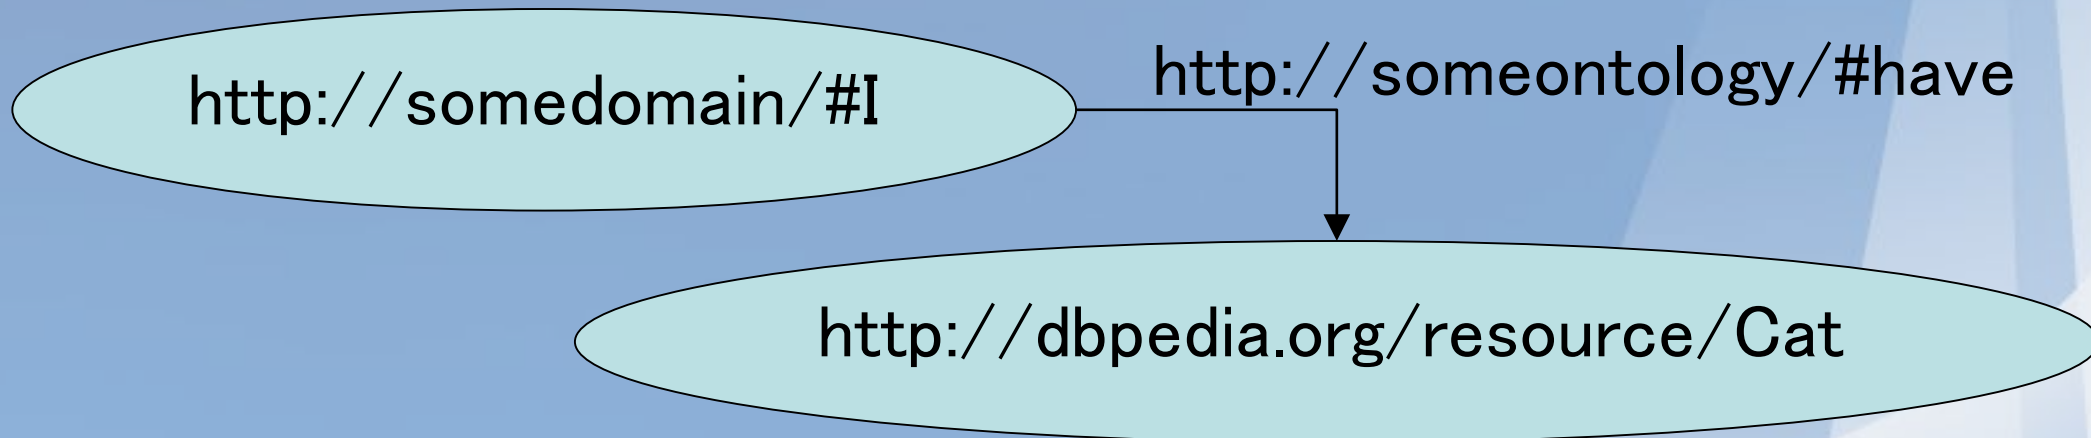 http://somedomain/#I
http://someontology/#have
http://dbpedia.org/resource/Cat